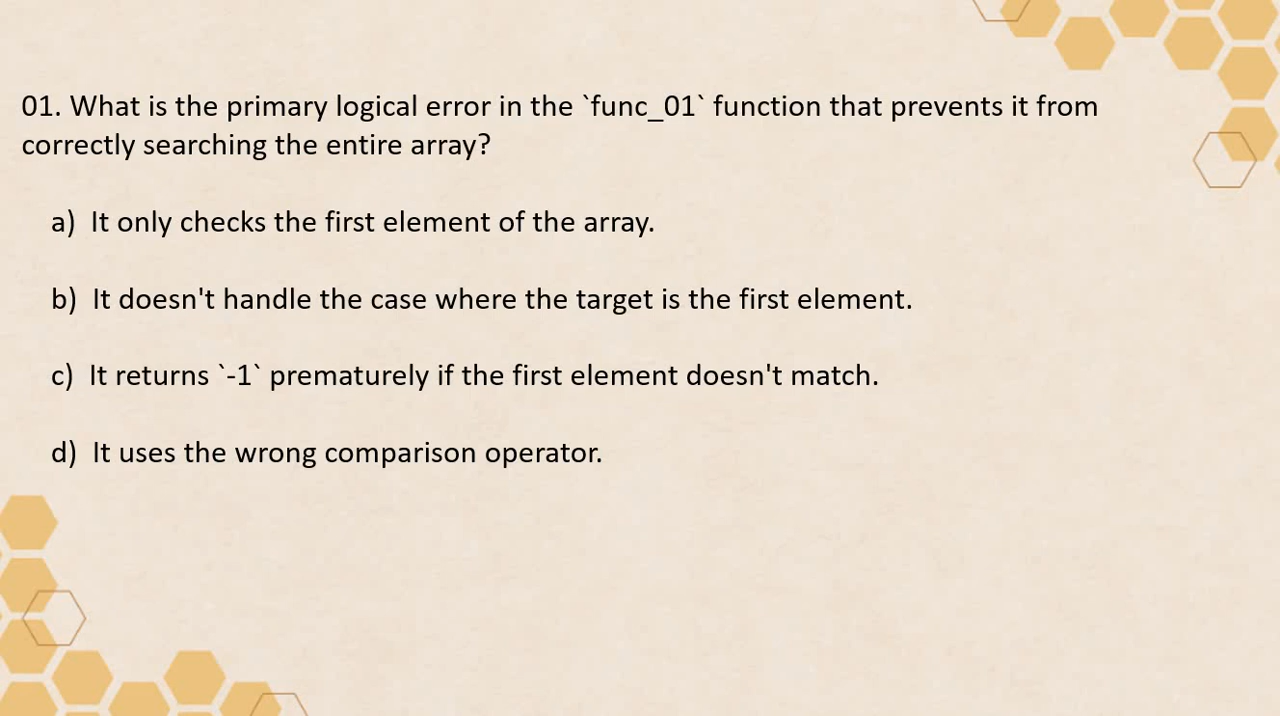 01. What is the primary logical error in the `func_01` function that prevents it from
correctly searching the entire array?
a) It only checks the first element of the array.
b) It doesn't handle the case where the target is the first element.
c) It returns `-1` prematurely if the first element doesn't match.
d) It uses the wrong comparison operator.